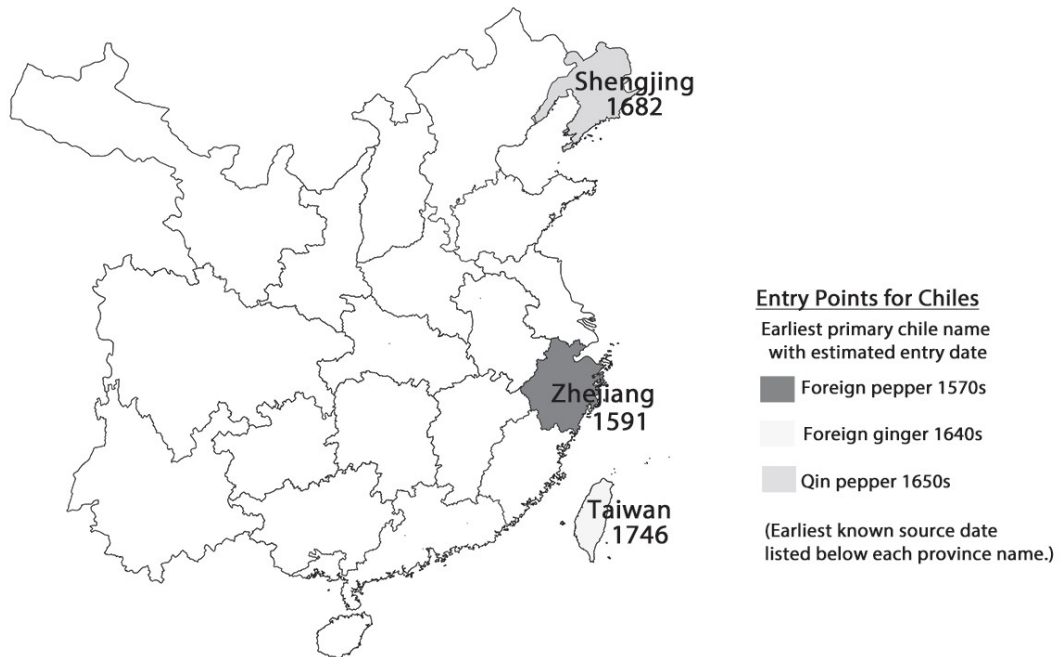 Shengjing
1682
Zhejiang
1591
Taiwan
1746
Entry Points for Chiles
Earliest primary chile name
with estimated entry date
Foreign pepper 1570s
Foreign ginger 1640s
Qin pepper 1650s
(Earliest known source date
listed below each province name.)